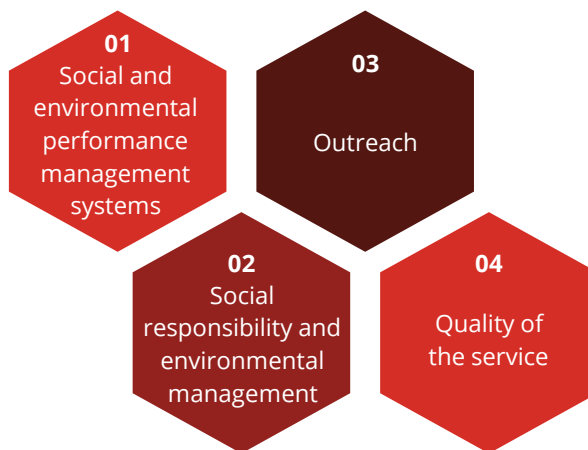 01
Social and
environmental
performance
management
systems
02
Social
responsibility and
environmental
management
03
Outreach
04
Quality of
the service